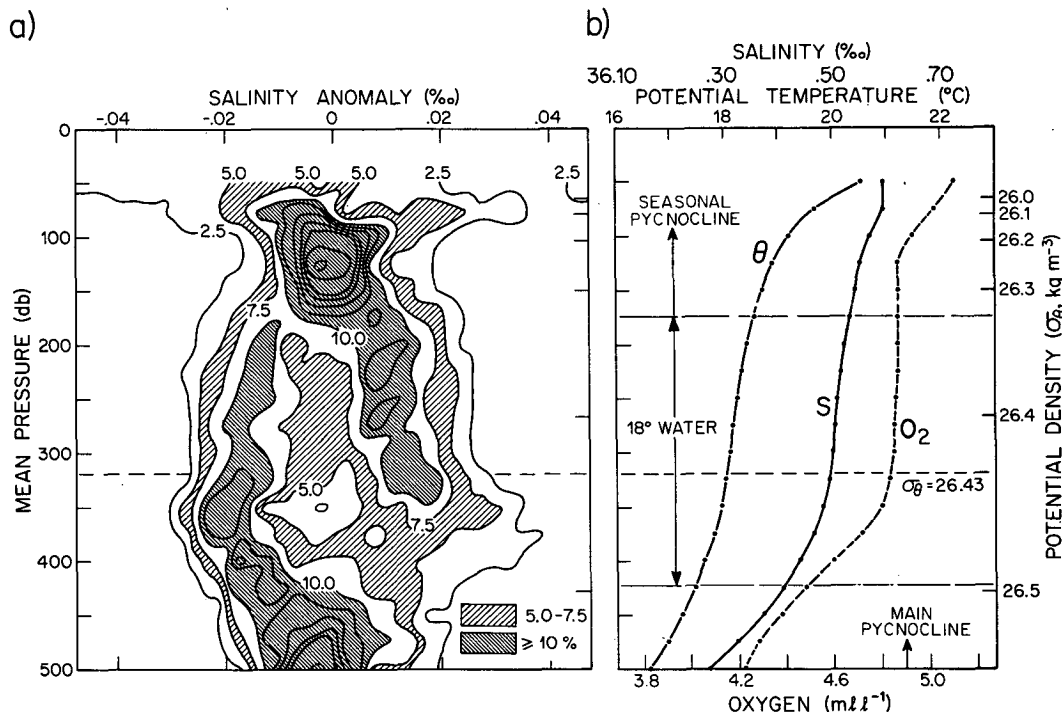 a)
SALINITY ANOMALY (‰)
-.04 -.02 0 .02 .04
0
100
200
300
400
500
MEAN PRESSURE (db)
5.0 5.0 5.0 2.5 2.5
2.5
7.5
10.0
5.0
7.5
10.0
5.0-7.5
≥ 10 %
b)
SALINITY (‰)
36.10 .30 .50 .70
POTENTIAL TEMPERATURE (°C)
16 18 20 22
SEASONAL
PYCNOCLINE
θ
18° WATER
S
O₂
σθ = 26.43
MAIN
PYCNOCLINE
26.0
26.1
26.2
26.3
26.4
26.5
POTENTIAL DENSITY (σθ, kg m⁻³)
3.8 4.2 4.6 5.0
OXYGEN (ml l⁻¹)